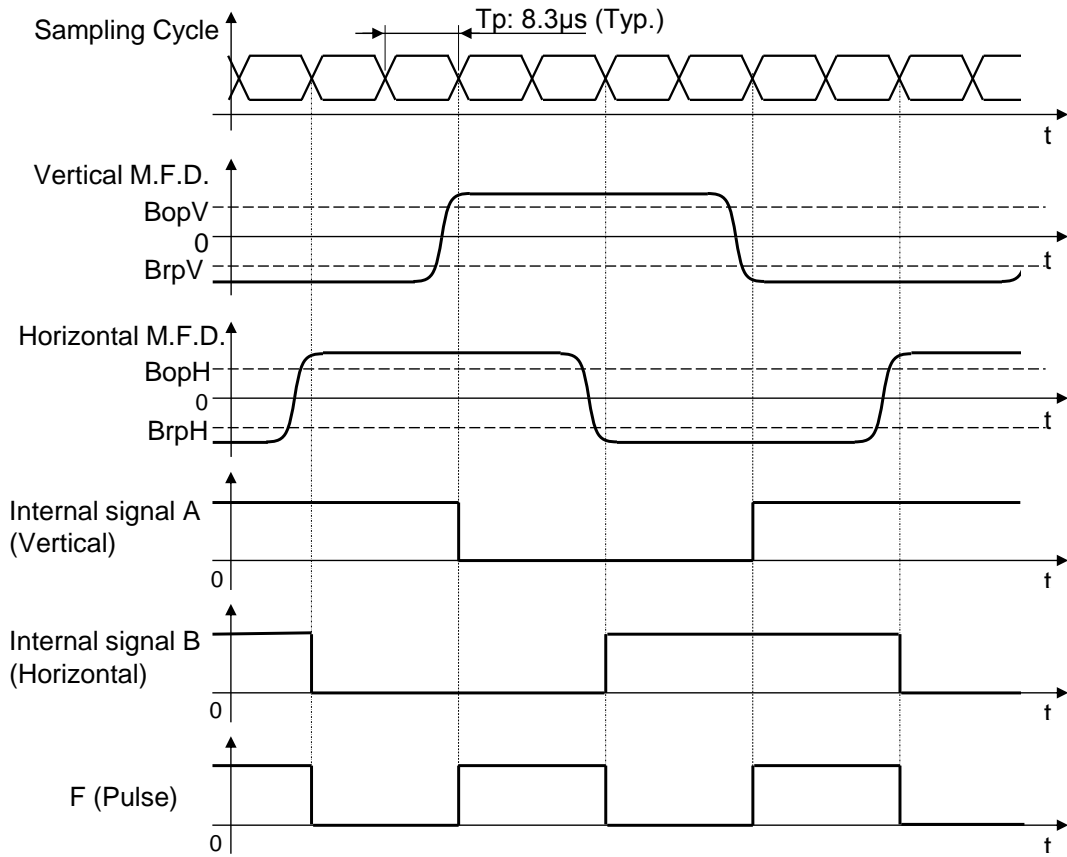 Tp: 8.3µs (Typ.)
Sampling Cycle
t
Vertical M.F.D.
BopV
0
BrpV
t
Horizontal M.F.D.
BopH
0
BrpH
t
Internal signal A
(Vertical)
0
t
Internal signal B
(Horizontal)
0
t
F (Pulse)
0
t